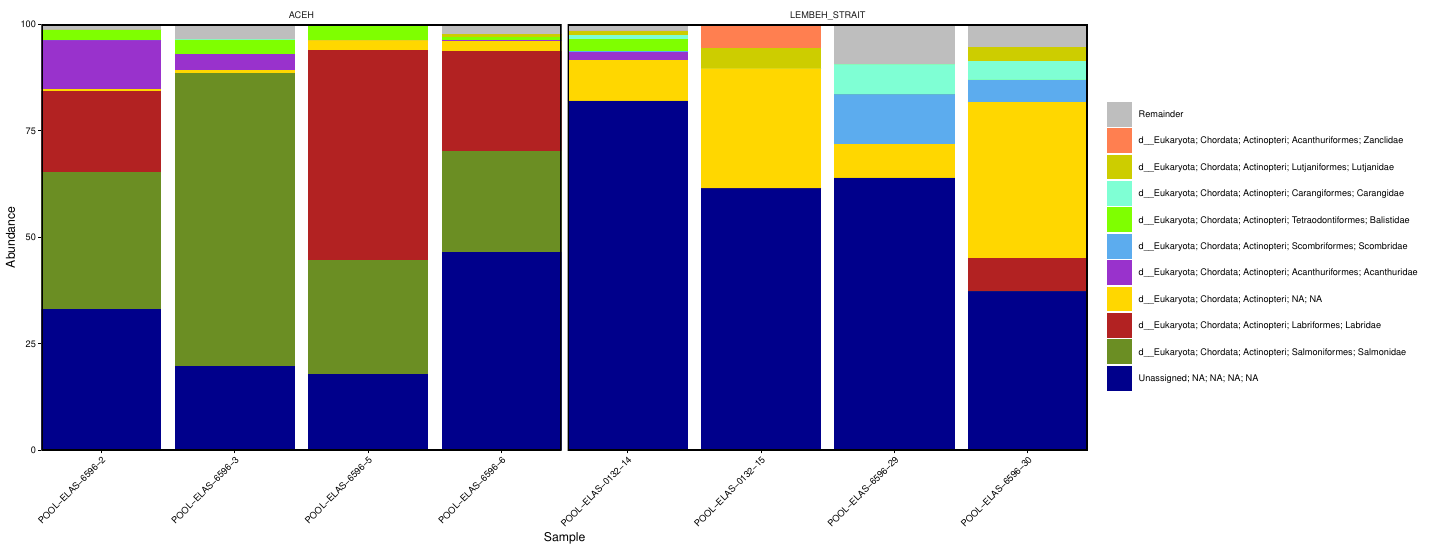 ACEH
LEMBEH_STRAIT
100
75
50
25
0
Abundance
POOL−ELAS−6596−2
POOL−ELAS−6596−3
POOL−ELAS−6596−5
POOL−ELAS−6596−6
POOL−ELAS−0132−14
POOL−ELAS−0132−15
POOL−ELAS−6596−29
POOL−ELAS−6596−30
Sample
Remainder
d__Eukaryota; Chordata; Actinopteri; Acanthuriformes; Zanclidae
d__Eukaryota; Chordata; Actinopteri; Lutjaniformes; Lutjanidae
d__Eukaryota; Chordata; Actinopteri; Carangiformes; Carangidae
d__Eukaryota; Chordata; Actinopteri; Tetraodontiformes; Balistidae
d__Eukaryota; Chordata; Actinopteri; Scombriformes; Scombridae
d__Eukaryota; Chordata; Actinopteri; Acanthuriformes; Acanthuridae
d__Eukaryota; Chordata; Actinopteri; NA; NA
d__Eukaryota; Chordata; Actinopteri; Labriformes; Labridae
d__Eukaryota; Chordata; Actinopteri; Salmoniformes; Salmonidae
Unassigned; NA; NA; NA; NA